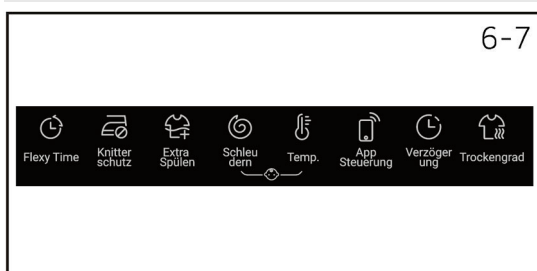 6-7
Flexy Time
Knitter
schutz
Extra
Spülen
Schleu
dern
Temp.
App
Steuerung
Verzöger
ung
Trockengrad